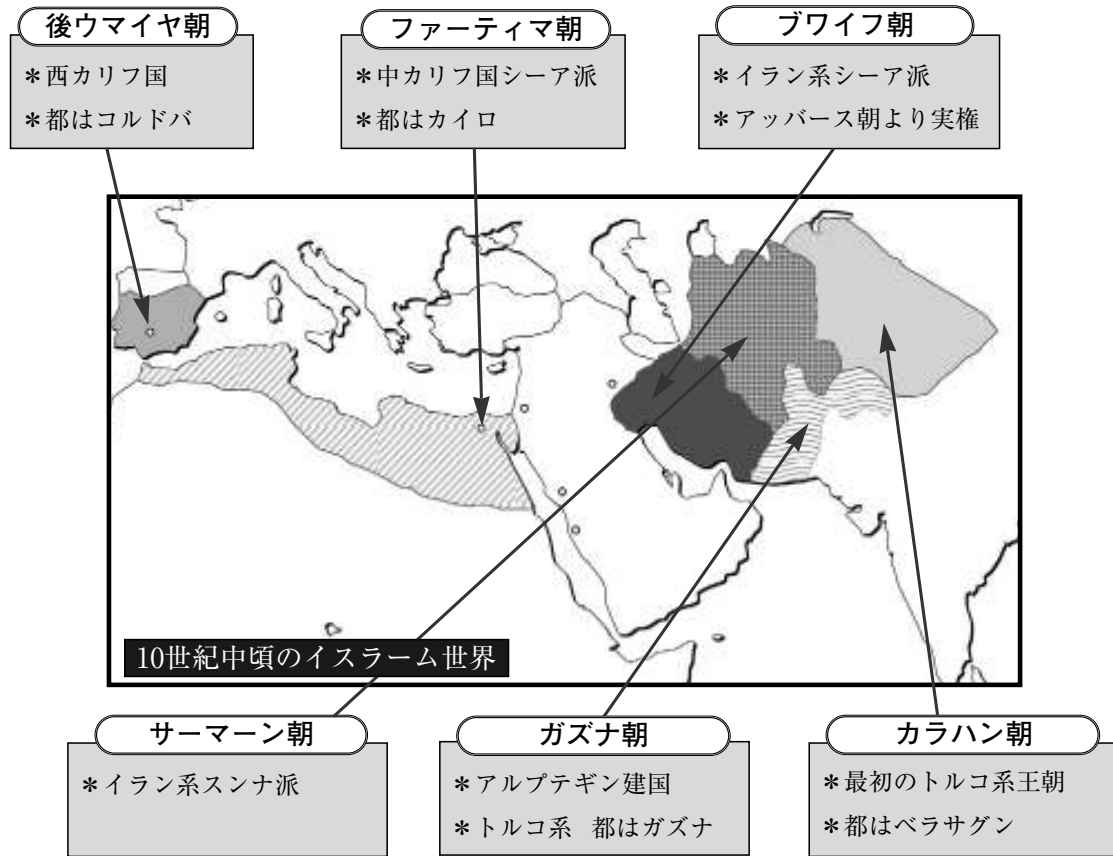 後ウマイヤ朝
＊西カリフ国
＊都はコルドバ
ファーティマ朝
＊中カリフ国シーア派
＊都はカイロ
ブワイフ朝
＊イラン系シーア派
＊アッバース朝より実権
10世紀中頃のイスラーム世界
サーマーン朝
＊イラン系スンナ派
ガズナ朝
＊アルプテギン建国
＊トルコ系 都はガズナ
カラハン朝
＊最初のトルコ系王朝
＊都はベラサグン